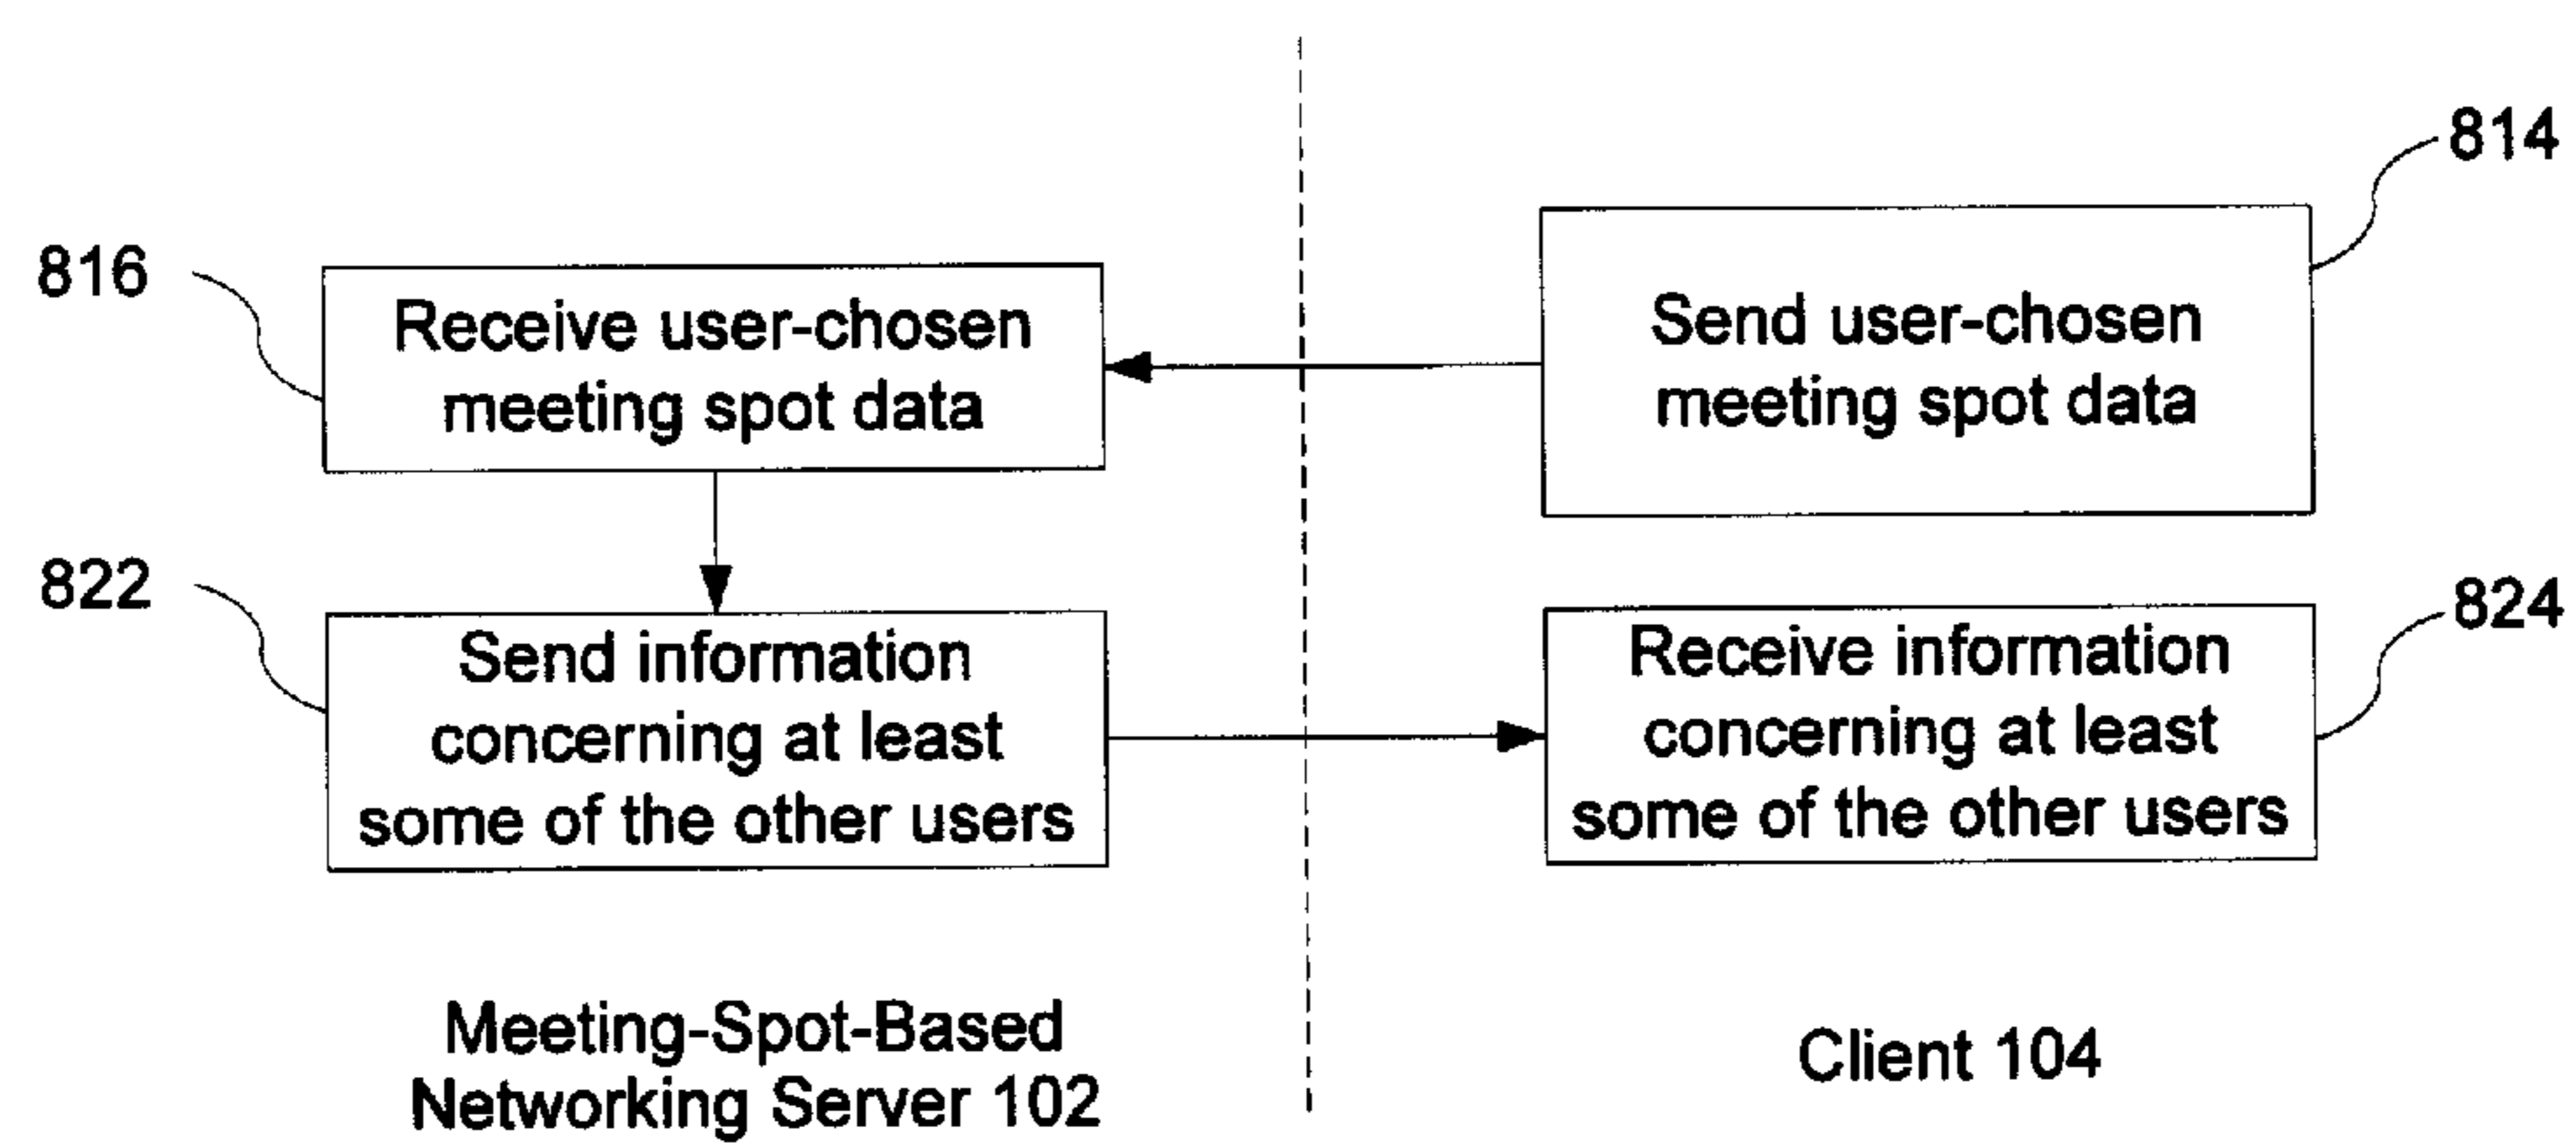 814
816
Receive user-chosen
meeting spot data
Send user-chosen
meeting spot data
822
Send information
concerning at least
some of the other users
824
Receive information
concerning at least
some of the other users
Meeting-Spot-Based
Networking Server 102
Client 104